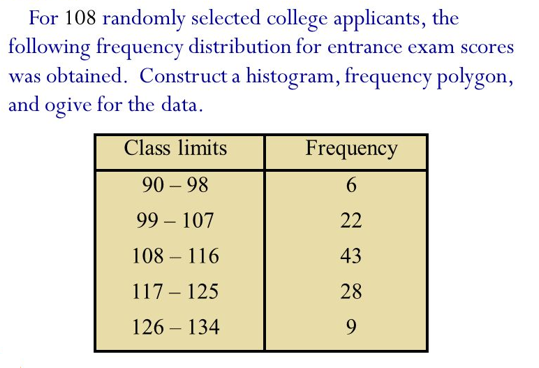 For 108 randomly selected college applicants, the
following frequency distribution for entrance exam scores
was obtained. Construct a histogram, frequency polygon,
and ogive for the data.
Class limits Frequency
90 – 98 6
99 – 107 22
108 – 116 43
117 – 125 28
126 – 134 9